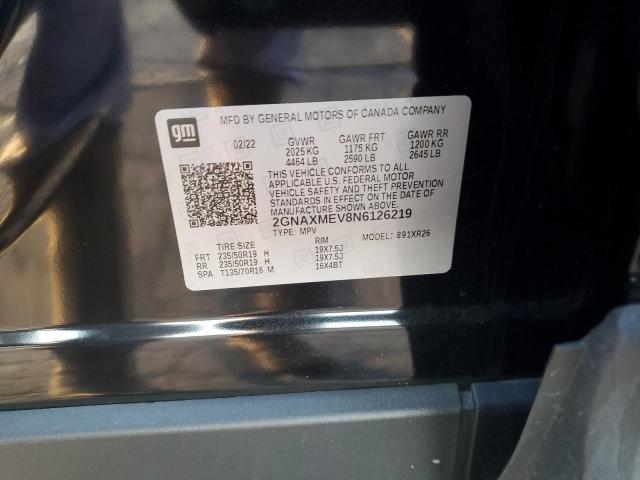 MFD BY GENERAL MOTORS OF CANADA COMPANY
gm
02/22 GVWR GAWR FRT GAWR RR
2025 KG 1175 KG 1200 KG
4464 LB 2590 LB 2645 LB
THIS VEHICLE CONFORMS TO ALL
APPLICABLE U.S. FEDERAL MOTOR
VEHICLE SAFETY AND THEFT
PREVENTION STANDARDS IN EFFECT
ON THE DATE OF MANUFACTURE
SHOWN ABOVE.
2GNAXMEV8N6126219
TYPE: MPV MODEL: 891XR26
TIRE SIZE RIM
FRT 235/50R19 H 19X7.5J
RR 235/50R19 H 19X7.5J
SPA T135/70R16 M 16X4BT